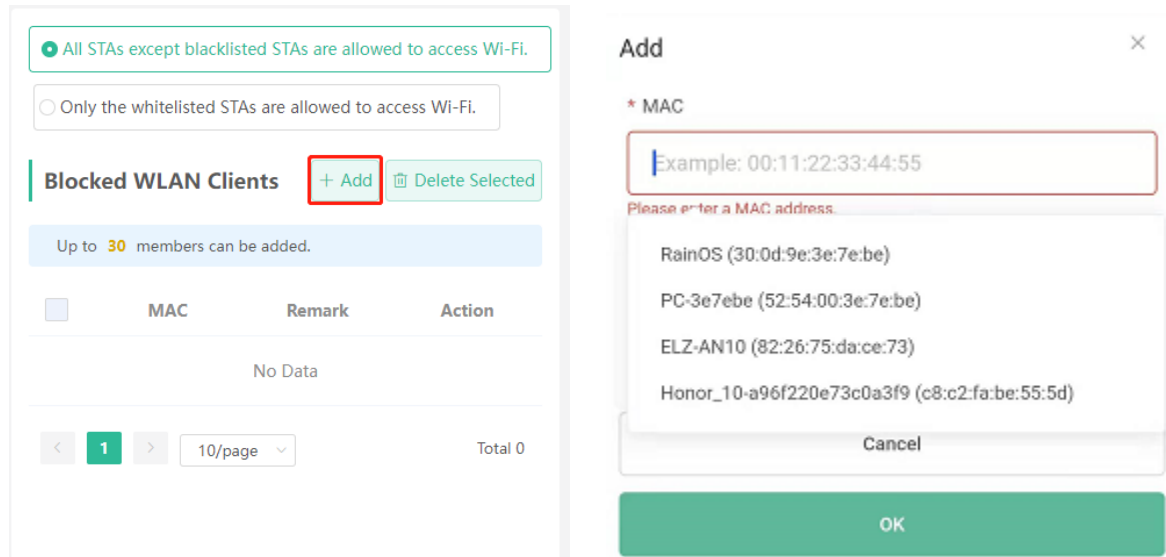 All STAs except blacklisted STAs are allowed to access Wi-Fi.
Only the whitelisted STAs are allowed to access Wi-Fi.
Blocked WLAN Clients
+ Add
Delete Selected
Up to 30 members can be added.
MAC Remark Action
No Data
< 1 > 10/page Total 0
Add
* MAC
Example: 00:11:22:33:44:55
Please enter a MAC address.
RainOS (30:0d:9e:3e:7e:be)
PC-3e7ebe (52:54:00:3e:7e:be)
ELZ-AN10 (82:26:75:da:ce:73)
Honor_10-a96f220e73c0a3f9 (c8:c2:fa:be:55:5d)
Cancel
OK